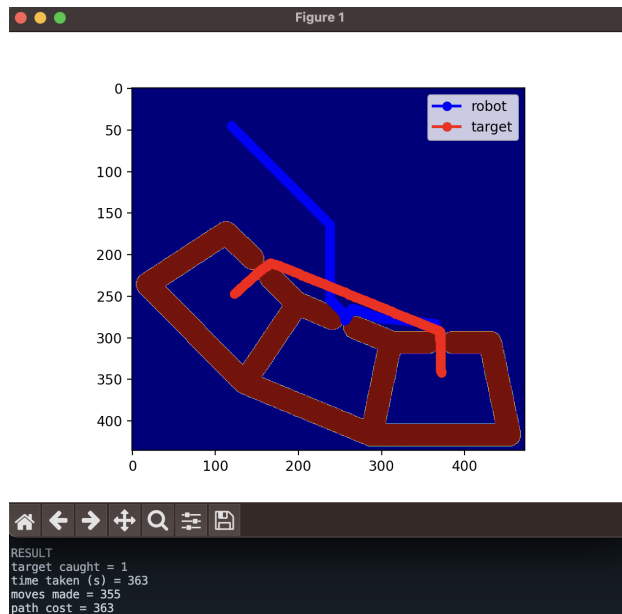 Figure 1
robot
target
0
50
100
150
200
250
300
350
400
0 100 200 300 400
RESULT
target caught = 1
time taken (s) = 363
moves made = 355
path cost = 363